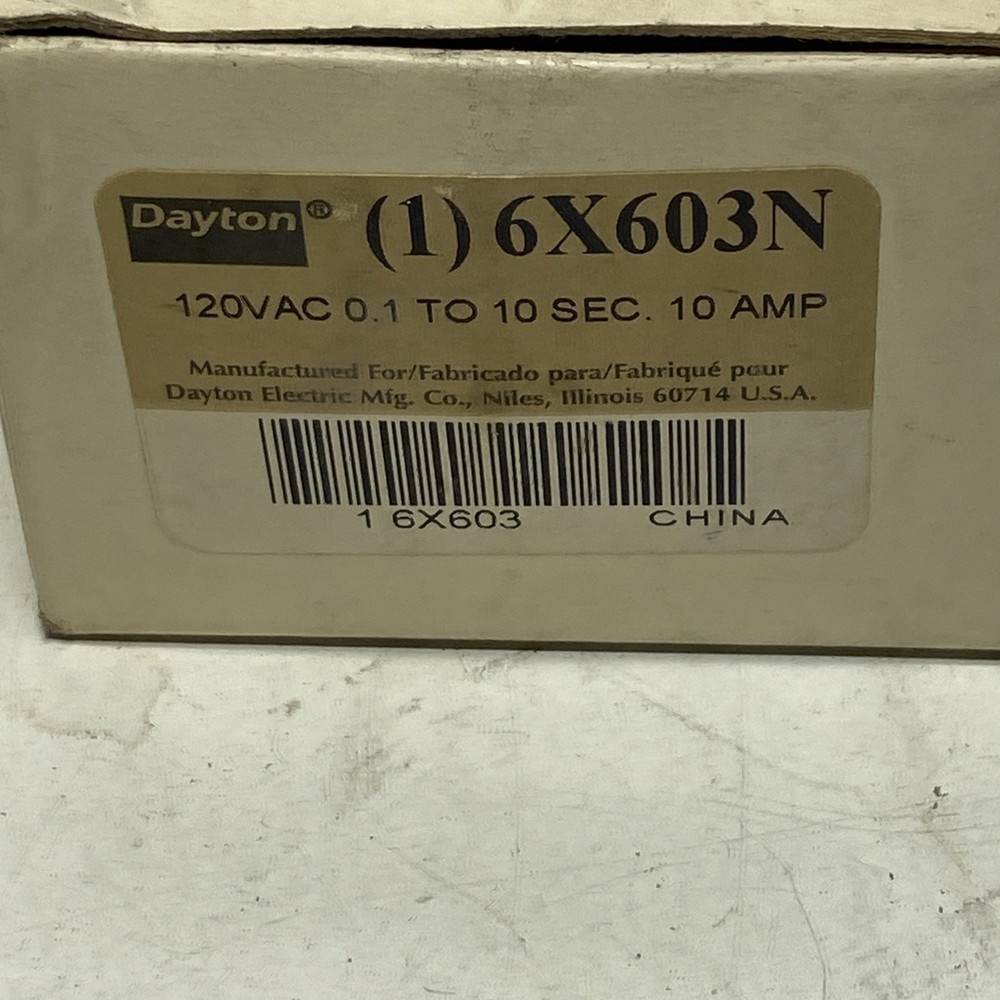 Dayton® (1) 6X603N
120VAC 0.1 TO 10 SEC. 10 AMP
Manufactured For/Fabricado para/Fabriqué pour
Dayton Electric Mfg. Co., Niles, Illinois 60714 U.S.A.
1 6X603 CHINA